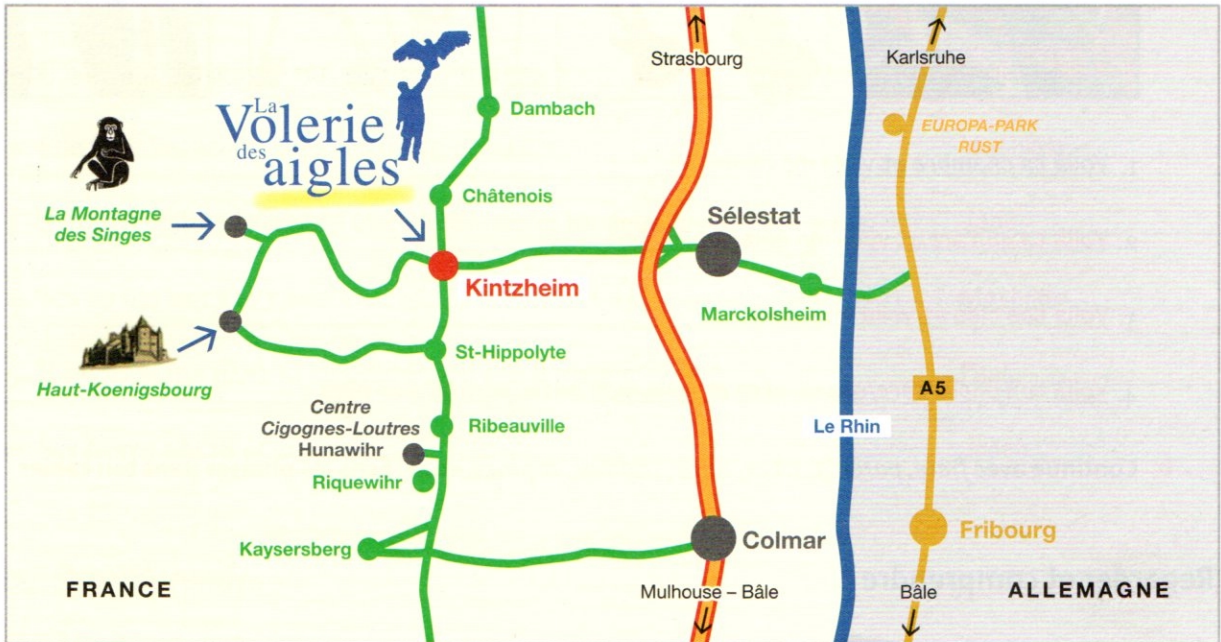 Strasbourg
Karlsruhe
La
Volerie
des
aigles
Dambach
EUROPA-PARK
RUST
Châtenois
La Montagne
des Singes
Sélestat
Kintzheim
Marckolsheim
St-Hippolyte
Haut-Koenigsbourg
A5
Centre
Cigognes-Loutres
Hunawihr
Ribeauville
Le Rhin
Riquewihr
Kaysersberg
Colmar
Fribourg
FRANCE
Mulhouse – Bâle
Bâle
ALLEMAGNE